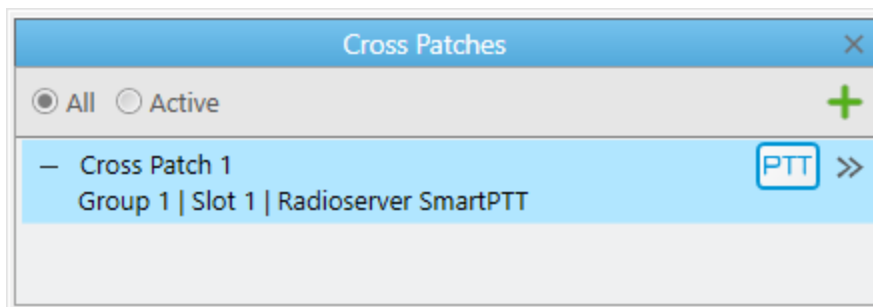 Cross Patches
All Active
Cross Patch 1 PTT
Group 1 | Slot 1 | Radioserver SmartPTT